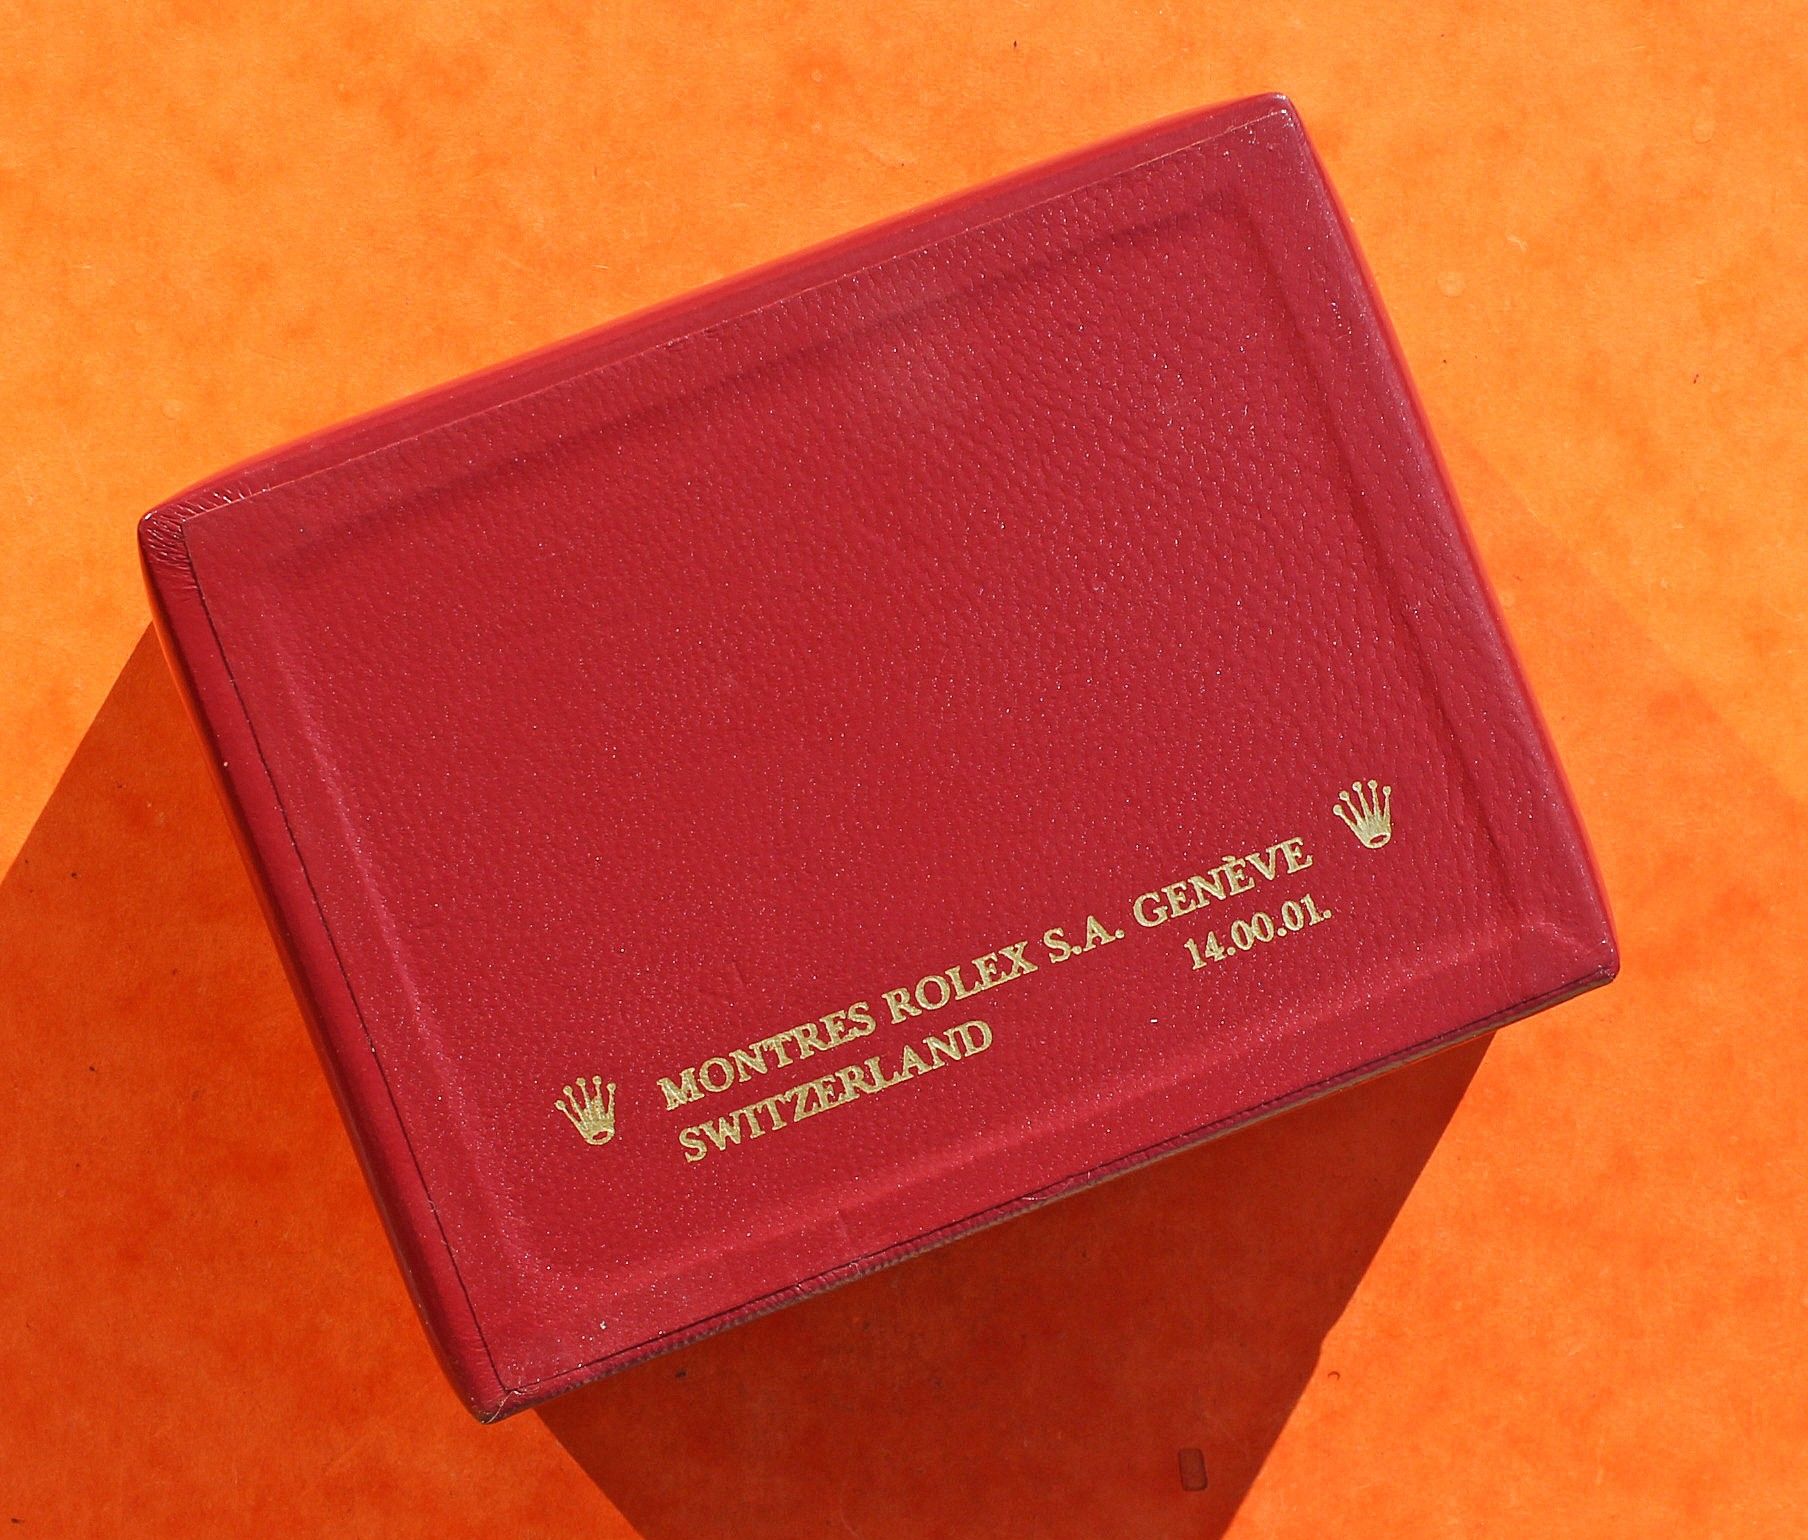 MONTRES ROLEX S.A. GENÈVE
SWITZERLAND 14.00.01.